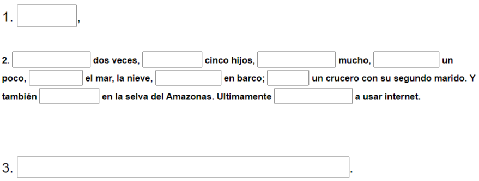 1. ,
2. dos veces, cinco hijos, mucho, un
poco, el mar, la nieve, en barco; un crucero con su segundo marido. Y
también en la selva del Amazonas. Ultimamente a usar internet.
3. .